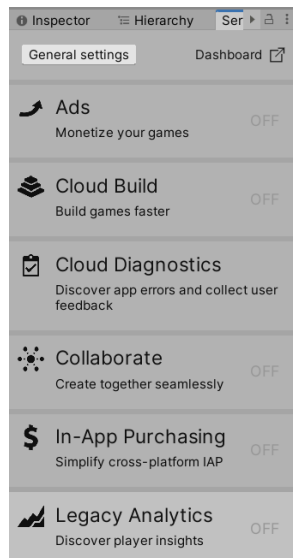 Inspector Hierarchy Ser
General settings Dashboard
Ads
Monetize your games
OFF
Cloud Build
Build games faster
OFF
Cloud Diagnostics
Discover app errors and collect user
feedback
Collaborate
Create together seamlessly
OFF
In-App Purchasing
Simplify cross-platform IAP
OFF
Legacy Analytics
Discover player insights
OFF